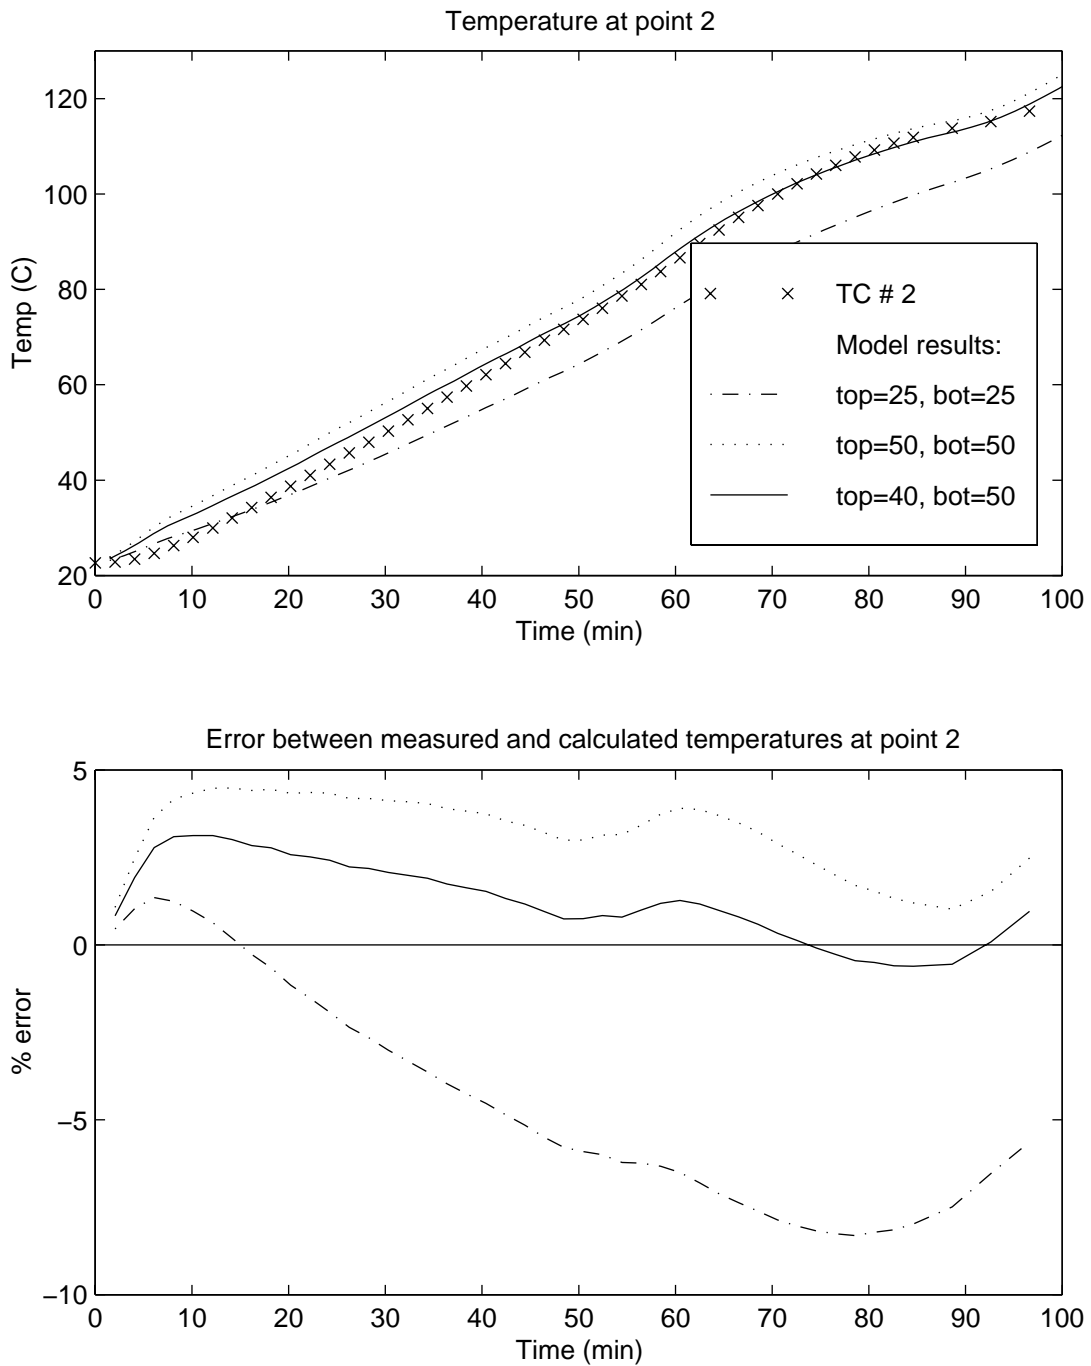 Temperature at point 2
120
100
80
60
40
20
Temp (C)
TC # 2
Model results:
top=25, bot=25
top=50, bot=50
top=40, bot=50
0 10 20 30 40 50 60 70 80 90 100
Time (min)
Error between measured and calculated temperatures at point 2
5
0
−5
−10
% error
0 10 20 30 40 50 60 70 80 90 100
Time (min)